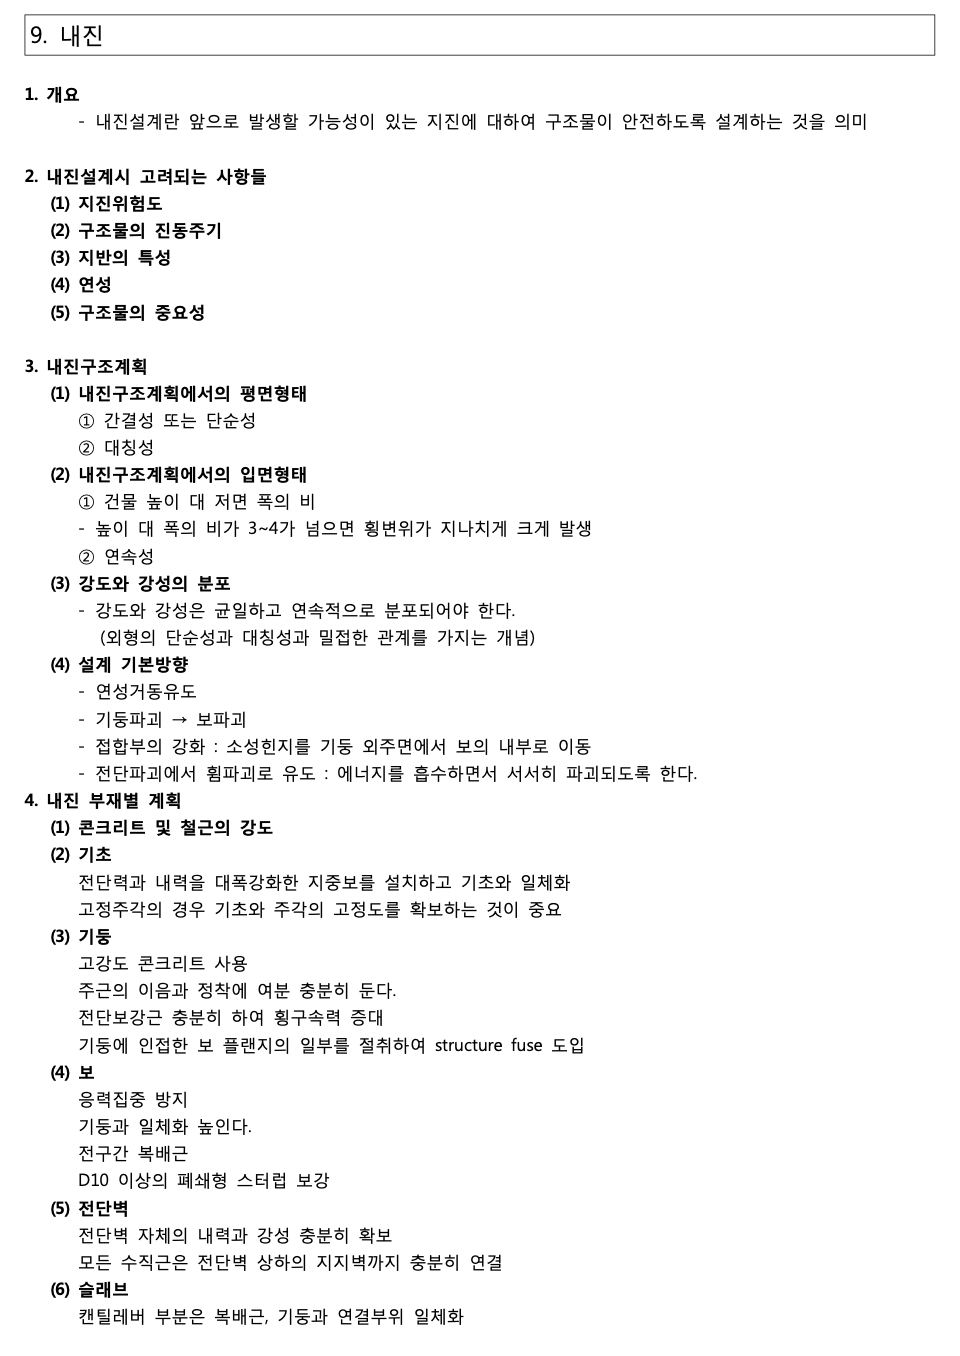 9. 내진
1. 개요
- 내진설계란 앞으로 발생할 가능성이 있는 지진에 대하여 구조물이 안전하도록 설계하는 것을 의미
2. 내진설계시 고려되는 사항들
(1) 지진위험도
(2) 구조물의 진동주기
(3) 지반의 특성
(4) 연성
(5) 구조물의 중요성
3. 내진구조계획
(1) 내진구조계획에서의 평면형태
① 간결성 또는 단순성
② 대칭성
(2) 내진구조계획에서의 입면형태
① 건물 높이 대 저면 폭의 비
- 높이 대 폭의 비가 3~4가 넘으면 횡변위가 지나치게 크게 발생
② 연속성
(3) 강도와 강성의 분포
- 강도와 강성은 균일하고 연속적으로 분포되어야 한다.
(외형의 단순성과 대칭성과 밀접한 관계를 가지는 개념)
(4) 설계 기본방향
- 연성거동유도
- 기둥파괴 → 보파괴
- 접합부의 강화 : 소성힌지를 기둥 외주면에서 보의 내부로 이동
- 전단파괴에서 휨파괴로 유도 : 에너지를 흡수하면서 서서히 파괴되도록 한다.
4. 내진 부재별 계획
(1) 콘크리트 및 철근의 강도
(2) 기초
전단력과 내력을 대폭강화한 지중보를 설치하고 기초와 일체화
고정주각의 경우 기초와 주각의 고정도를 확보하는 것이 중요
(3) 기둥
고강도 콘크리트 사용
주근의 이음과 정착에 여분 충분히 둔다.
전단보강근 충분히 하여 횡구속력 증대
기둥에 인접한 보 플랜지의 일부를 절취하여 structure fuse 도입
(4) 보
응력집중 방지
기둥과 일체화 높인다.
전구간 복배근
D10 이상의 폐쇄형 스터럽 보강
(5) 전단벽
전단벽 자체의 내력과 강성 충분히 확보
모든 수직근은 전단벽 상하의 지지벽까지 충분히 연결
(6) 슬래브
캔틸레버 부분은 복배근, 기둥과 연결부위 일체화